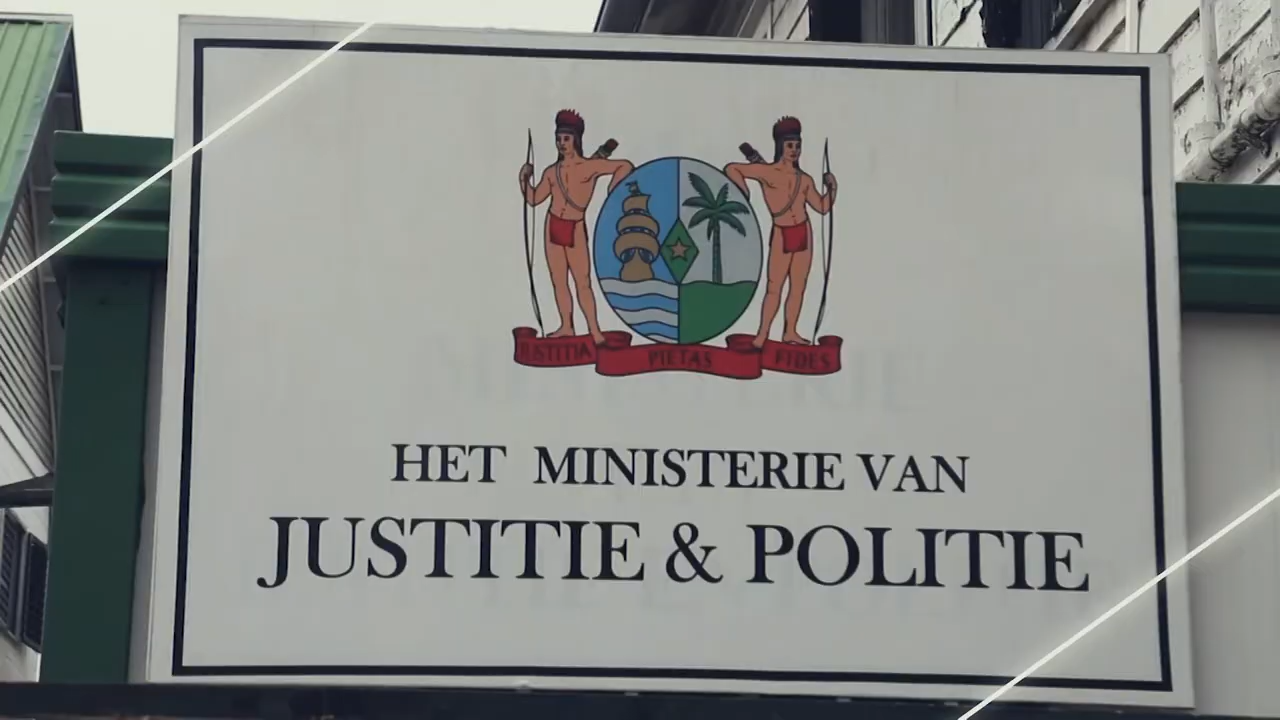 JUSTITIA PIETAS FIDES
HET MINISTERIE VAN
JUSTITIE & POLITIE